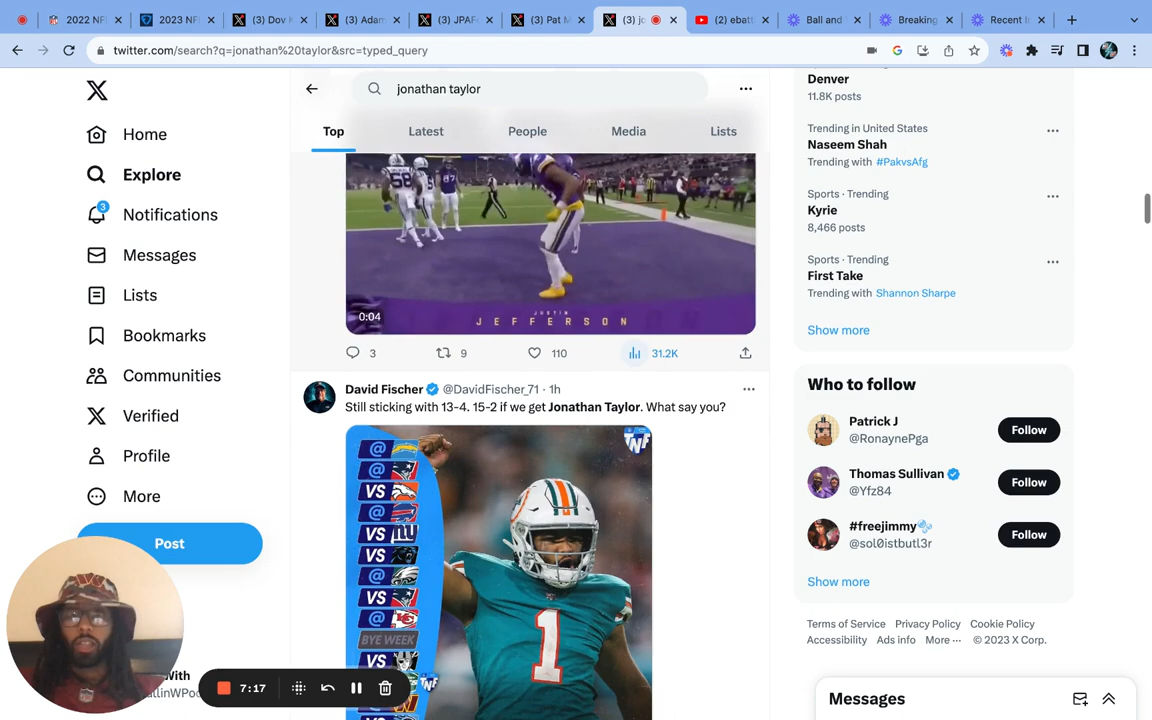 2022 NF
2023 NF
(3) Dov K
(3) Adam
(3) JPAF
(3) Pat M
(3) jo
(2) ebatt
Ball and
Breaking
Recent I
twitter.com/search?q=jonathan%20taylor&src=typed_query
jonathan taylor
Top
Latest
People
Media
Lists
Home
Explore
3
Notifications
Messages
Lists
Bookmarks
Communities
Verified
Profile
More
Post
0:04
JUSTIN
JEFFERSON
3
9
110
31.2K
David Fischer @DavidFischer_71 · 1h
Still sticking with 13-4. 15-2 if we get Jonathan Taylor. What say you?
TNF
@
@
VS
@
VS
VS
@
VS
@
BYE WEEK
VS
1
Denver
11.8K posts
Trending in United States
Naseem Shah
Trending with #PakvsAfg
Sports · Trending
Kyrie
8,466 posts
Sports · Trending
First Take
Trending with Shannon Sharpe
Show more
Who to follow
Patrick J
@RonaynePga
Follow
Thomas Sullivan
@Yfz84
Follow
#freejimmy
@sol0istbutl3r
Follow
Show more
Terms of Service Privacy Policy Cookie Policy
Accessibility Ads info More ··· © 2023 X Corp.
Messages
With
allinWPod
7:17